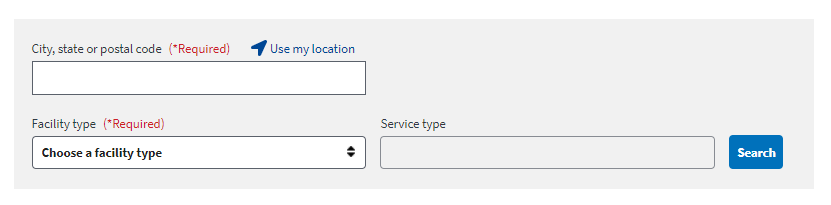 City, state or postal code (*Required) Use my location
Facility type (*Required) Service type
Choose a facility type Search